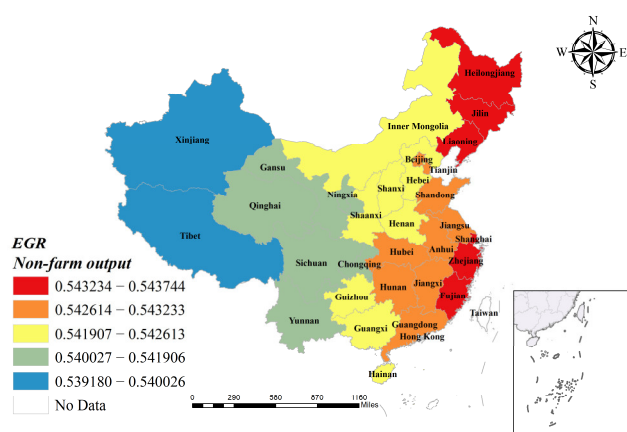 N
W E
S
Heilongjiang
Jilin
Liaoning
Inner Mongolia
Xinjiang
Beijing
Tianjin
Gansu
Hebei
Ningxia
Shanxi
Shandong
Qinghai
Shaanxi
Henan
Jiangsu
Tibet
Shanghai
Sichuan
Chongqing
Hubei
Anhui
Zhejiang
Hunan
Jiangxi
Guizhou
Fujian
Yunnan
Guangxi
Guangdong
Taiwan
Hong Kong
Hainan
EGR
Non-farm output
0.543234 – 0.543744
0.542614 – 0.543233
0.541907 – 0.542613
0.540027 – 0.541906
0.539180 – 0.540026
No Data
0 290 580 870 1160
Miles